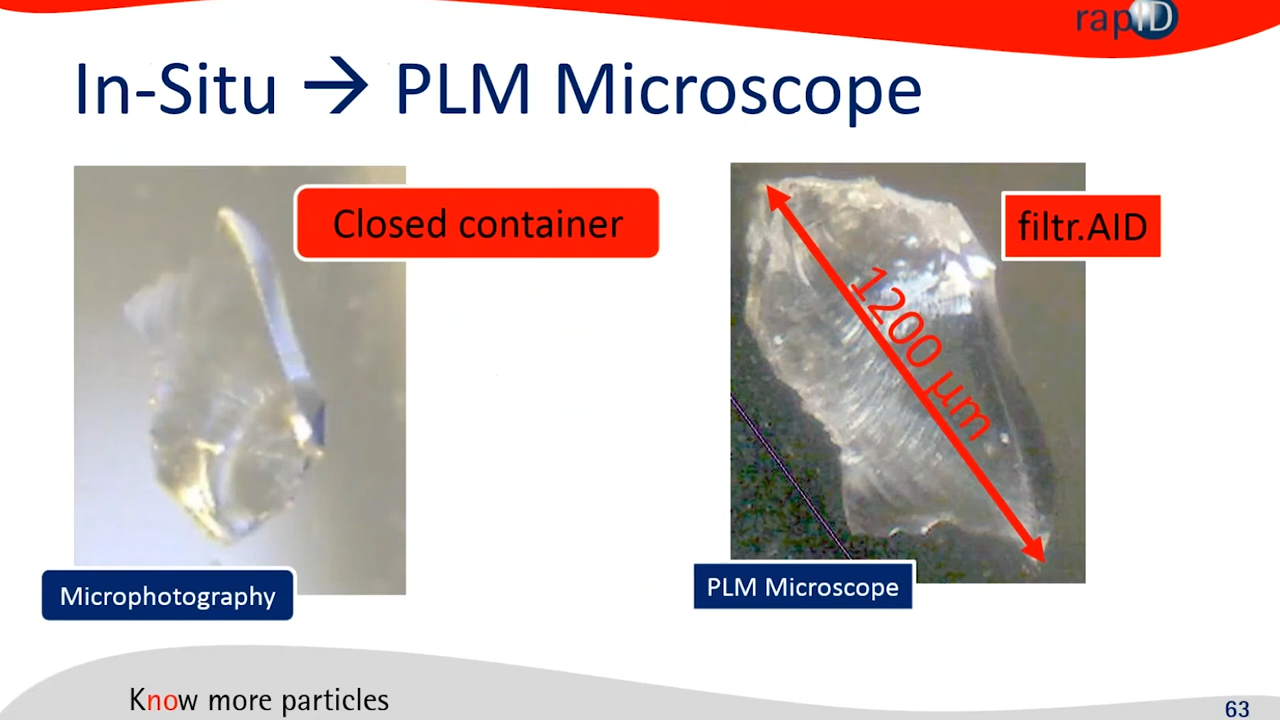 rapID
In-Situ → PLM Microscope
Closed container
filtr.AID
1200 µm
Microphotography
PLM Microscope
Know more particles
63